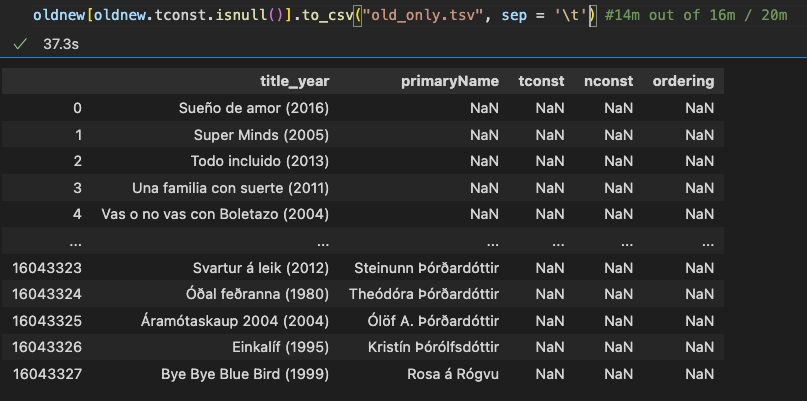 oldnew[oldnew.tconst.isnull()].to_csv("old_only.tsv", sep = '\t') #14m out of 16m / 20m
✓ 37.3s
title_year primaryName tconst nconst ordering
0 Sueño de amor (2016) NaN NaN NaN NaN
1 Super Minds (2005) NaN NaN NaN NaN
2 Todo incluido (2013) NaN NaN NaN NaN
3 Una familia con suerte (2011) NaN NaN NaN NaN
4 Vas o no vas con Boletazo (2004) NaN NaN NaN NaN
... ... ... ... ... ...
16043323 Svartur á leik (2012) Steinunn Þórðardóttir NaN NaN NaN
16043324 Óðal feðranna (1980) Theódóra Þórðardóttir NaN NaN NaN
16043325 Áramótaskaup 2004 (2004) Ólöf A. Þórðardóttir NaN NaN NaN
16043326 Einkalíf (1995) Kristín Þórólfsdóttir NaN NaN NaN
16043327 Bye Bye Blue Bird (1999) Rosa á Rógvu NaN NaN NaN